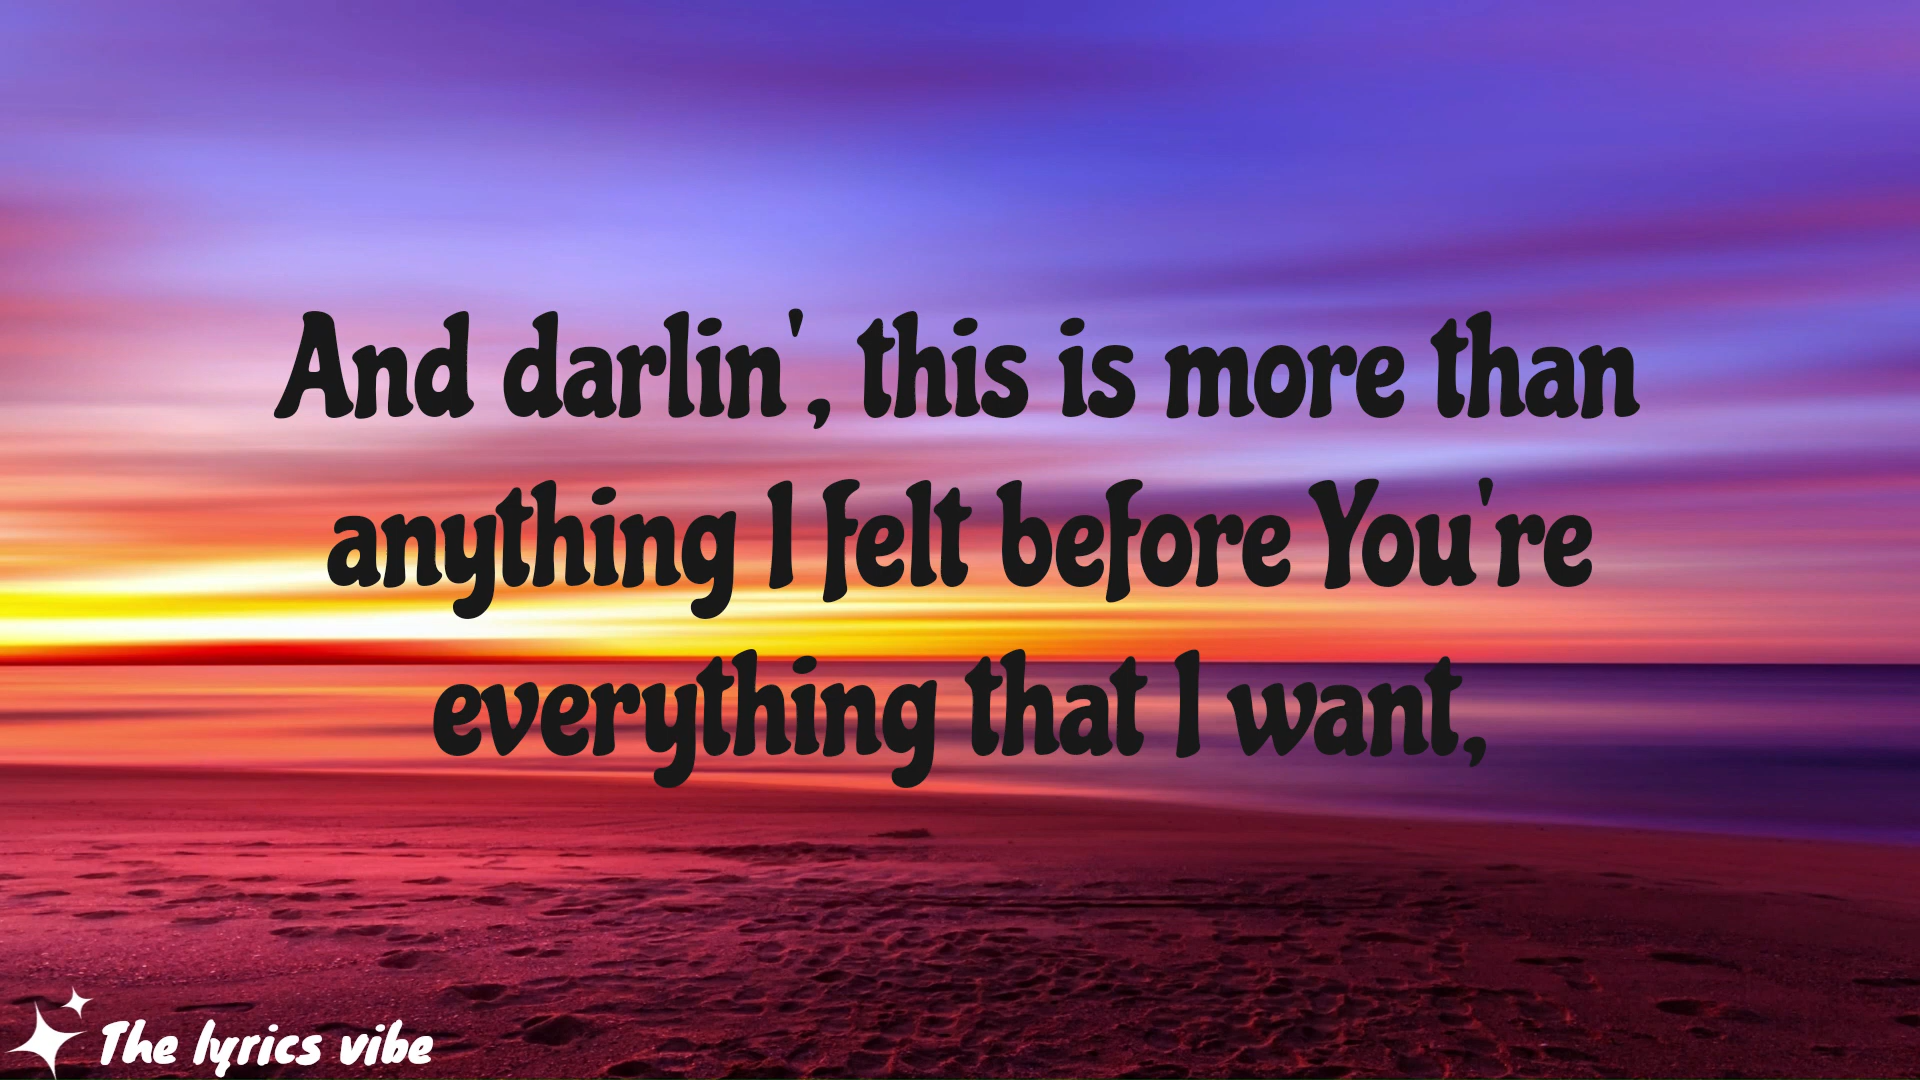 And darlin', this is more than
anything I felt before You're
everything that I want,
The lyrics vibe